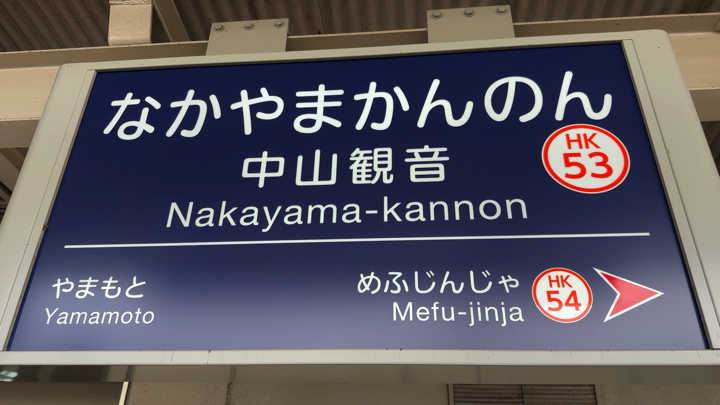 なかやまかんのん
中山観音
HK
53
Nakayama-kannon
やまもと
Yamamoto
めふじんじゃ
Mefu-jinja
HK
54